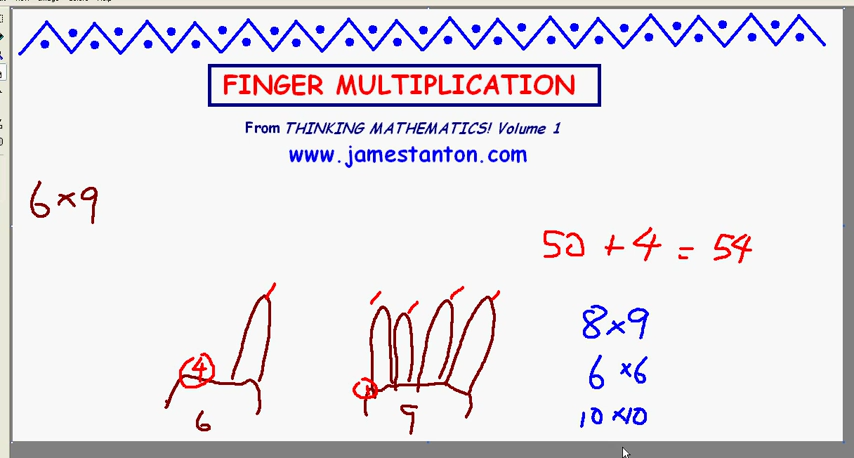 FINGER MULTIPLICATION
From THINKING MATHEMATICS! Volume 1
www.jamestanton.com
6×9
50 + 4 = 54
8×9
6×6
10×10
4
1
6
9